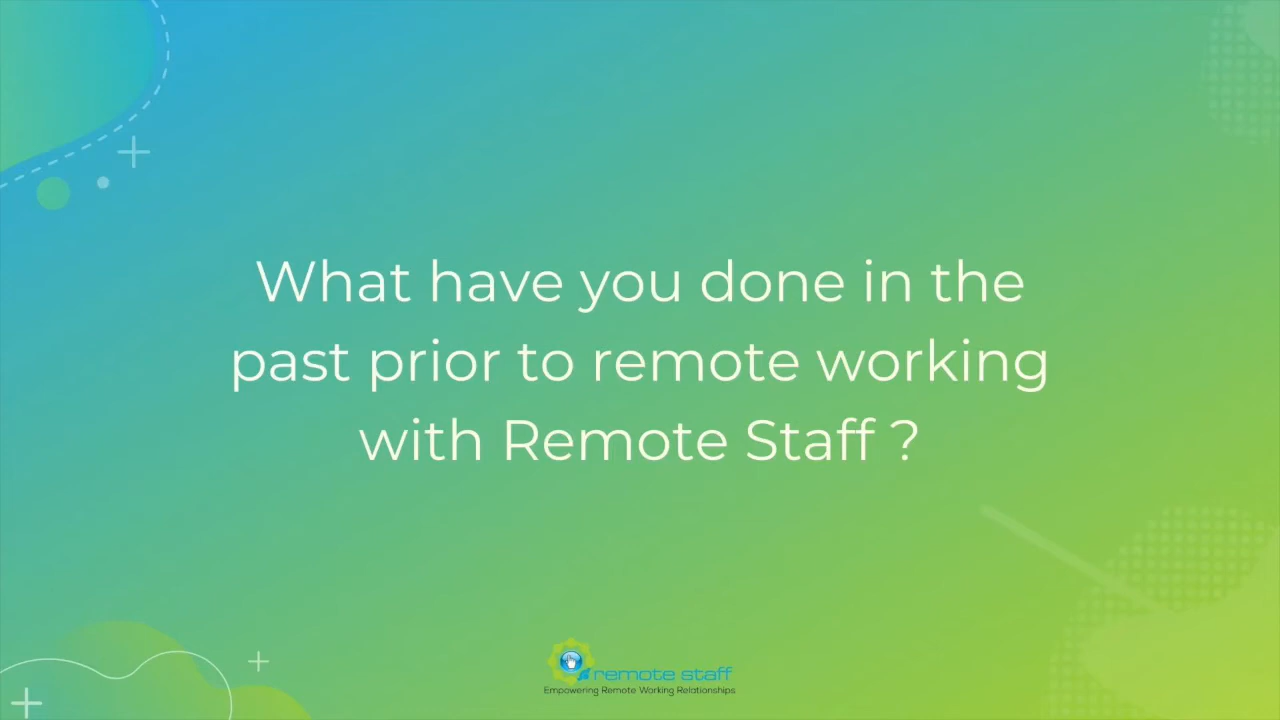 What have you done in the
past prior to remote working
with Remote Staff ?
remote staff
Empowering Remote Working Relationships